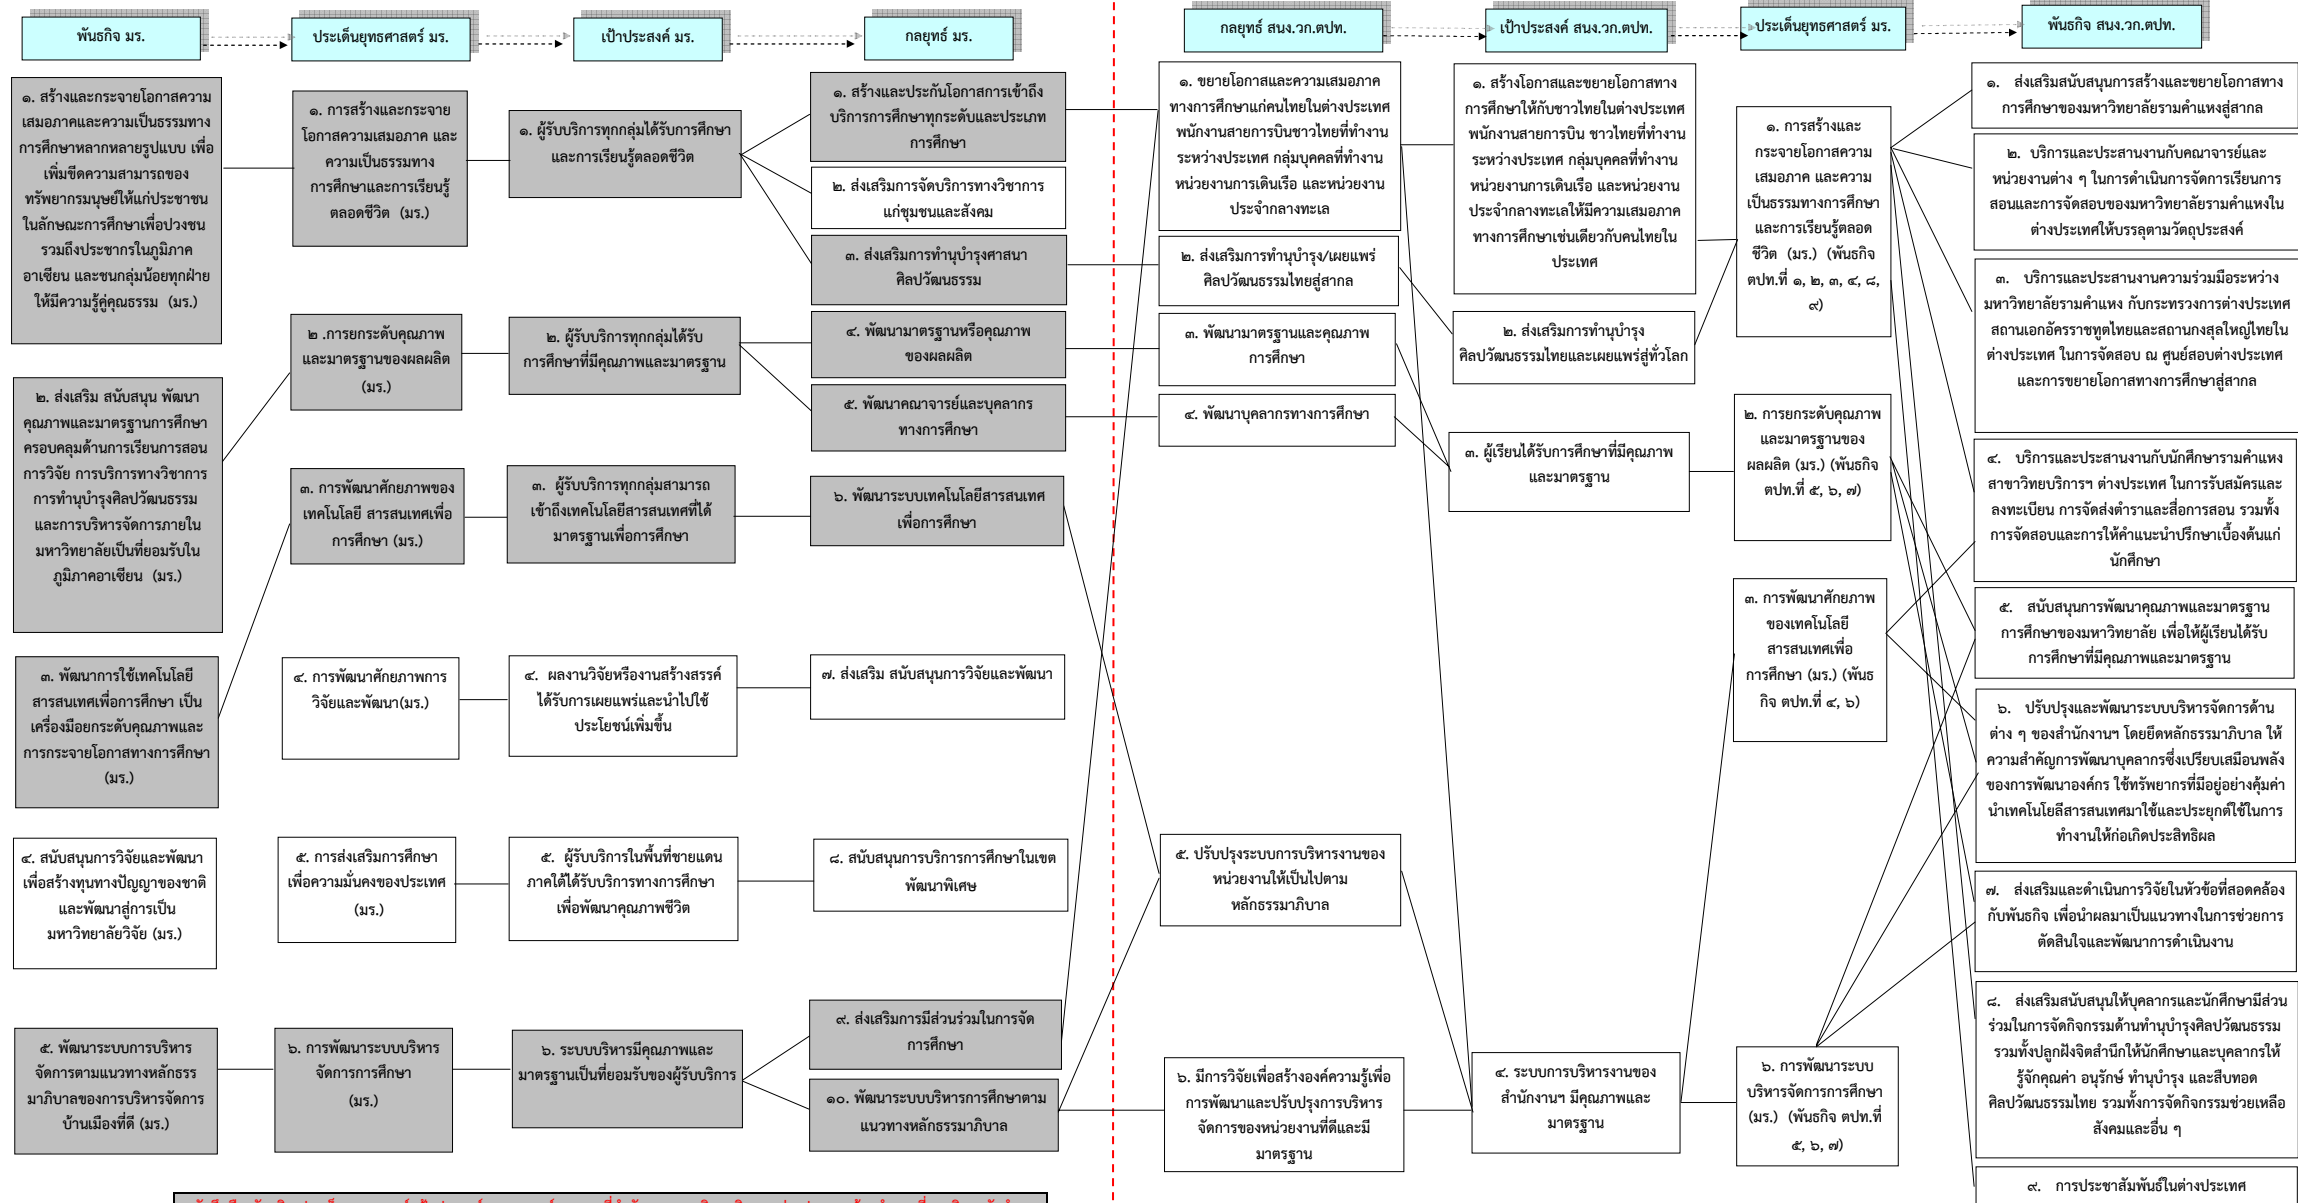 พันธกิจ มร.
ประเด็นยุทธศาสตร์ มร.
เป้าประสงค์ มร.
กลยุทธ์ มร.
กลยุทธ์ สนง.วก.ตปท.
เป้าประสงค์ สนง.วก.ตปท.
ประเด็นยุทธศาสตร์ มร.
พันธกิจ สนง.วก.ตปท.
๑. สร้างและกระจายโอกาสความ
เสมอภาคและความเป็นธรรมทาง
การศึกษาหลากหลายรูปแบบ เพื่อ
เพิ่มขีดความสามารถของ
ทรัพยากรมนุษย์ให้แก่ประชาชน
ในลักษณะการศึกษาเพื่อปวงชน
รวมถึงประชากรในภูมิภาค
อาเซียน และชนกลุ่มน้อยทุกฝ่าย
ให้มีความรู้คู่คุณธรรม (มร.)
๒. ส่งเสริม สนับสนุน พัฒนา
คุณภาพและมาตรฐานการศึกษา
ครอบคลุมด้านการเรียนการสอน
การวิจัย การบริการทางวิชาการ
การทำนุบำรุงศิลปวัฒนธรรม
และการบริหารจัดการภายใน
มหาวิทยาลัยเป็นที่ยอมรับใน
ภูมิภาคอาเซียน (มร.)
๓. พัฒนาการใช้เทคโนโลยี
สารสนเทศเพื่อการศึกษา เป็น
เครื่องมือยกระดับคุณภาพและ
การกระจายโอกาสทางการศึกษา
(มร.)
๔. สนับสนุนการวิจัยและพัฒนา
เพื่อสร้างทุนทางปัญญาของชาติ
และพัฒนาสู่การเป็น
มหาวิทยาลัยวิจัย (มร.)
๕. พัฒนาระบบการบริหาร
จัดการตามแนวทางหลักธรร
มาภิบาลของการบริหารจัดการ
บ้านเมืองที่ดี (มร.)
๑. การสร้างและกระจาย
โอกาสความเสมอภาค และ
ความเป็นธรรมทาง
การศึกษาและการเรียนรู้
ตลอดชีวิต (มร.)
๒ .การยกระดับคุณภาพ
และมาตรฐานของผลผลิต
(มร.)
๓. การพัฒนาศักยภาพของ
เทคโนโลยี สารสนเทศเพื่อ
การศึกษา (มร.)
๔. การพัฒนาศักยภาพการ
วิจัยและพัฒนา(มร.)
๕. การส่งเสริมการศึกษา
เพื่อความมั่นคงของประเทศ
(มร.)
๖. การพัฒนาระบบบริหาร
จัดการการศึกษา
(มร.)
๑. ผู้รับบริการทุกกลุ่มได้รับการศึกษา
และการเรียนรู้ตลอดชีวิต
๒. ผู้รับบริการทุกกลุ่มได้รับ
การศึกษาที่มีคุณภาพและมาตรฐาน
๓. ผู้รับบริการทุกกลุ่มสามารถ
เข้าถึงเทคโนโลยีสารสนเทศที่ได้
มาตรฐานเพื่อการศึกษา
๔. ผลงานวิจัยหรืองานสร้างสรรค์
ได้รับการเผยแพร่และนำไปใช้
ประโยชน์เพิ่มขึ้น
๕. ผู้รับบริการในพื้นที่ชายแดน
ภาคใต้ได้รับบริการทางการศึกษา
เพื่อพัฒนาคุณภาพชีวิต
๖. ระบบบริหารมีคุณภาพและ
มาตรฐานเป็นที่ยอมรับของผู้รับบริการ
๑. สร้างและประกันโอกาสการเข้าถึง
บริการการศึกษาทุกระดับและประเภท
การศึกษา
๒. ส่งเสริมการจัดบริการทางวิชาการ
แก่ชุมชนและสังคม
๓. ส่งเสริมการทำนุบำรุงศาสนา
ศิลปวัฒนธรรม
๔. พัฒนามาตรฐานหรือคุณภาพ
ของผลผลิต
๕. พัฒนาคณาจารย์และบุคลากร
ทางการศึกษา
๖. พัฒนาระบบเทคโนโลยีสารสนเทศ
เพื่อการศึกษา
๗. ส่งเสริม สนับสนุนการวิจัยและพัฒนา
๘. สนับสนุนการบริการการศึกษาในเขต
พัฒนาพิเศษ
๙. ส่งเสริมการมีส่วนร่วมในการจัด
การศึกษา
๑๐. พัฒนาระบบบริหารการศึกษาตาม
แนวทางหลักธรรมาภิบาล
๑. ขยายโอกาสและความเสมอภาค
ทางการศึกษาแก่คนไทยในต่างประเทศ
พนักงานสายการบินชาวไทยที่ทำงาน
ระหว่างประเทศ กลุ่มบุคคลที่ทำงาน
หน่วยงานการเดินเรือ และหน่วยงาน
ประจำกลางทะเล
๒. ส่งเสริมการทำนุบำรุง/เผยแพร่
ศิลปวัฒนธรรมไทยสู่สากล
๓. พัฒนามาตรฐานและคุณภาพ
การศึกษา
๔. พัฒนาบุคลากรทางการศึกษา
๕. ปรับปรุงระบบการบริหารงานของ
หน่วยงานให้เป็นไปตาม
หลักธรรมาภิบาล
๖. มีการวิจัยเพื่อสร้างองค์ความรู้เพื่อ
การพัฒนาและปรับปรุงการบริหาร
จัดการของหน่วยงานที่ดีและมี
มาตรฐาน
๑. สร้างโอกาสและขยายโอกาสทาง
การศึกษาให้กับชาวไทยในต่างประเทศ
พนักงานสายการบิน ชาวไทยที่ทำงาน
ระหว่างประเทศ กลุ่มบุคคลที่ทำงาน
หน่วยงานการเดินเรือ และหน่วยงาน
ประจำกลางทะเลให้มีความเสมอภาค
ทางการศึกษาเช่นเดียวกับคนไทยใน
ประเทศ
๒. ส่งเสริมการทำนุบำรุง
ศิลปวัฒนธรรมไทยและเผยแพร่สู่ทั่วโลก
๓. ผู้เรียนได้รับการศึกษาที่มีคุณภาพ
และมาตรฐาน
๔. ระบบการบริหารงานของ
สำนักงานฯ มีคุณภาพและ
มาตรฐาน
๑. การสร้างและ
กระจายโอกาสความ
เสมอภาค และความ
เป็นธรรมทางการศึกษา
และการเรียนรู้ตลอด
ชีวิต (มร.) (พันธกิจ
ตปท.ที่ ๑, ๒, ๓, ๔, ๘,
๙)
๒. การยกระดับคุณภาพ
และมาตรฐานของ
ผลผลิต (มร.) (พันธกิจ
ตปท.ที่ ๕, ๖, ๗)
๓. การพัฒนาศักยภาพ
ของเทคโนโลยี
สารสนเทศเพื่อ
การศึกษา (มร.) (พันธ
กิจ ตปท.ที่ ๔, ๖)
๖. การพัฒนาระบบ
บริหารจัดการการศึกษา
(มร.) (พันธกิจ ตปท.ที่
๕, ๖, ๗)
๑. ส่งเสริมสนับสนุนการสร้างและขยายโอกาสทาง
การศึกษาของมหาวิทยาลัยรามคำแหงสู่สากล
๒. บริการและประสานงานกับคณาจารย์และ
หน่วยงานต่าง ๆ ในการดำเนินการจัดการเรียนการ
สอนและการจัดสอบของมหาวิทยาลัยรามคำแหงใน
ต่างประเทศให้บรรลุตามวัตถุประสงค์
๓. บริการและประสานงานความร่วมมือระหว่าง
มหาวิทยาลัยรามคำแหง กับกระทรวงการต่างประเทศ
สถานเอกอัครราชทูตไทยและสถานกงสุลใหญ่ไทยใน
ต่างประเทศ ในการจัดสอบ ณ ศูนย์สอบต่างประเทศ
และการขยายโอกาสทางการศึกษาสู่สากล
๔. บริการและประสานงานกับนักศึกษารามคำแหง
สาขาวิทยบริการฯ ต่างประเทศ ในการรับสมัครและ
ลงทะเบียน การจัดส่งตำราและสื่อการสอน รวมทั้ง
การจัดสอบและการให้คำแนะนำปรึกษาเบื้องต้นแก่
นักศึกษา
๕. สนับสนุนการพัฒนาคุณภาพและมาตรฐาน
การศึกษาของมหาวิทยาลัย เพื่อให้ผู้เรียนได้รับ
การศึกษาที่มีคุณภาพและมาตรฐาน
๖. ปรับปรุงและพัฒนาระบบบริหารจัดการด้าน
ต่าง ๆ ของสำนักงานฯ โดยยึดหลักธรรมาภิบาล ให้
ความสำคัญการพัฒนาบุคลากรซึ่งเปรียบเสมือนพลัง
ของการพัฒนาองค์กร ใช้ทรัพยากรที่มีอยู่อย่างคุ้มค่า
นำเทคโนโยลีสารสนเทศมาใช้และประยุกต์ใช้ในการ
ทำงานให้ก่อเกิดประสิทธิผล
๗. ส่งเสริมและดำเนินการวิจัยในหัวข้อที่สอดคล้อง
กับพันธกิจ เพื่อนำผลมาเป็นแนวทางในการช่วยการ
ตัดสินใจและพัฒนาการดำเนินงาน
๘. ส่งเสริมสนับสนุนให้บุคลากรและนักศึกษามีส่วน
ร่วมในการจัดกิจกรรมด้านทำนุบำรุงศิลปวัฒนธรรม
รวมทั้งปลูกฝังจิตสำนึกให้นักศึกษาและบุคลากรให้
รู้จักคุณค่า อนุรักษ์ ทำนุบำรุง และสืบทอด
ศิลปวัฒนธรรมไทย รวมทั้งการจัดกิจกรรมช่วยเหลือ
สังคมและอื่น ๆ
๙. การประชาสัมพันธ์ในต่างประเทศ